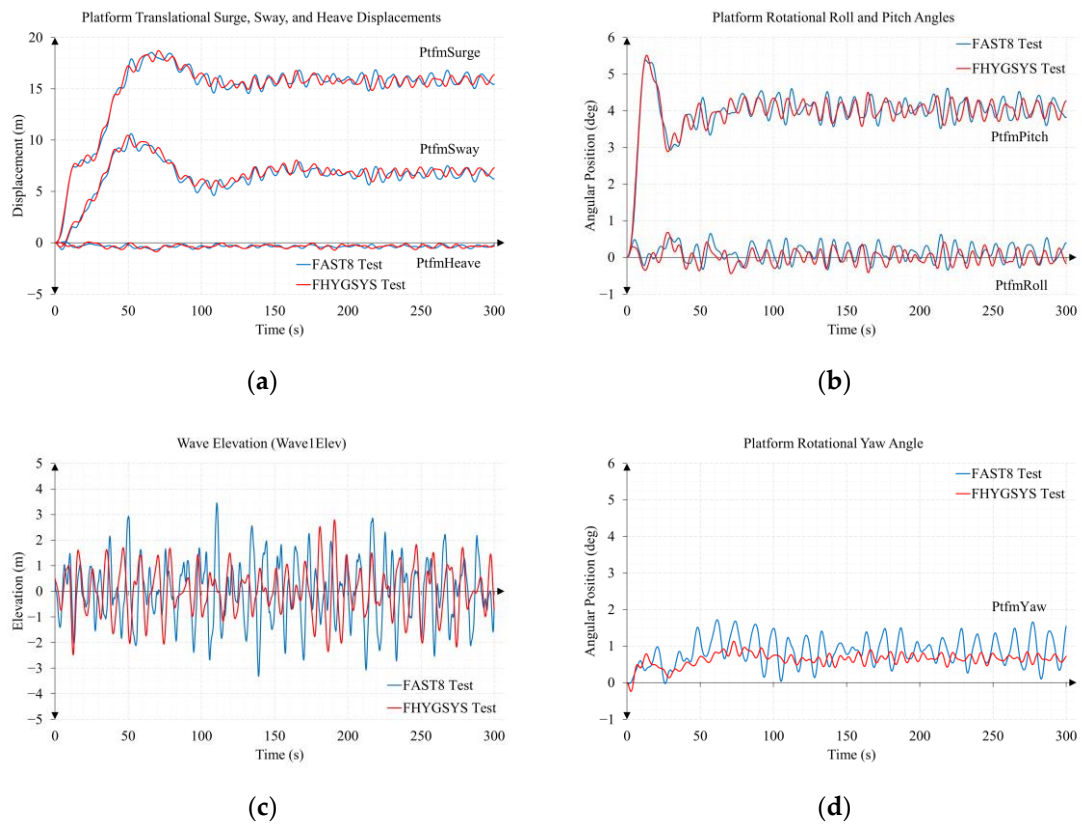 Platform Translational Surge, Sway, and Heave Displacements
20
15
10
5
0
−5
Displacement (m)
PtfmSurge
PtfmSway
PtfmHeave
FAST8 Test
FHYGSYS Test
0 50 100 150 200 250 300
Time (s)
(a)
Platform Rotational Roll and Pitch Angles
6
5
4
3
2
1
0
−1
Angular Position (deg)
FAST8 Test
FHYGSYS Test
PtfmPitch
PtfmRoll
0 50 100 150 200 250 300
Time (s)
(b)
Wave Elevation (Wave1Elev)
5
4
3
2
1
0
−1
−2
−3
−4
−5
Elevation (m)
FAST8 Test
FHYGSYS Test
0 50 100 150 200 250 300
Time (s)
(c)
Platform Rotational Yaw Angle
6
5
4
3
2
1
0
−1
Angular Position (deg)
FAST8 Test
FHYGSYS Test
PtfmYaw
0 50 100 150 200 250 300
Time (s)
(d)